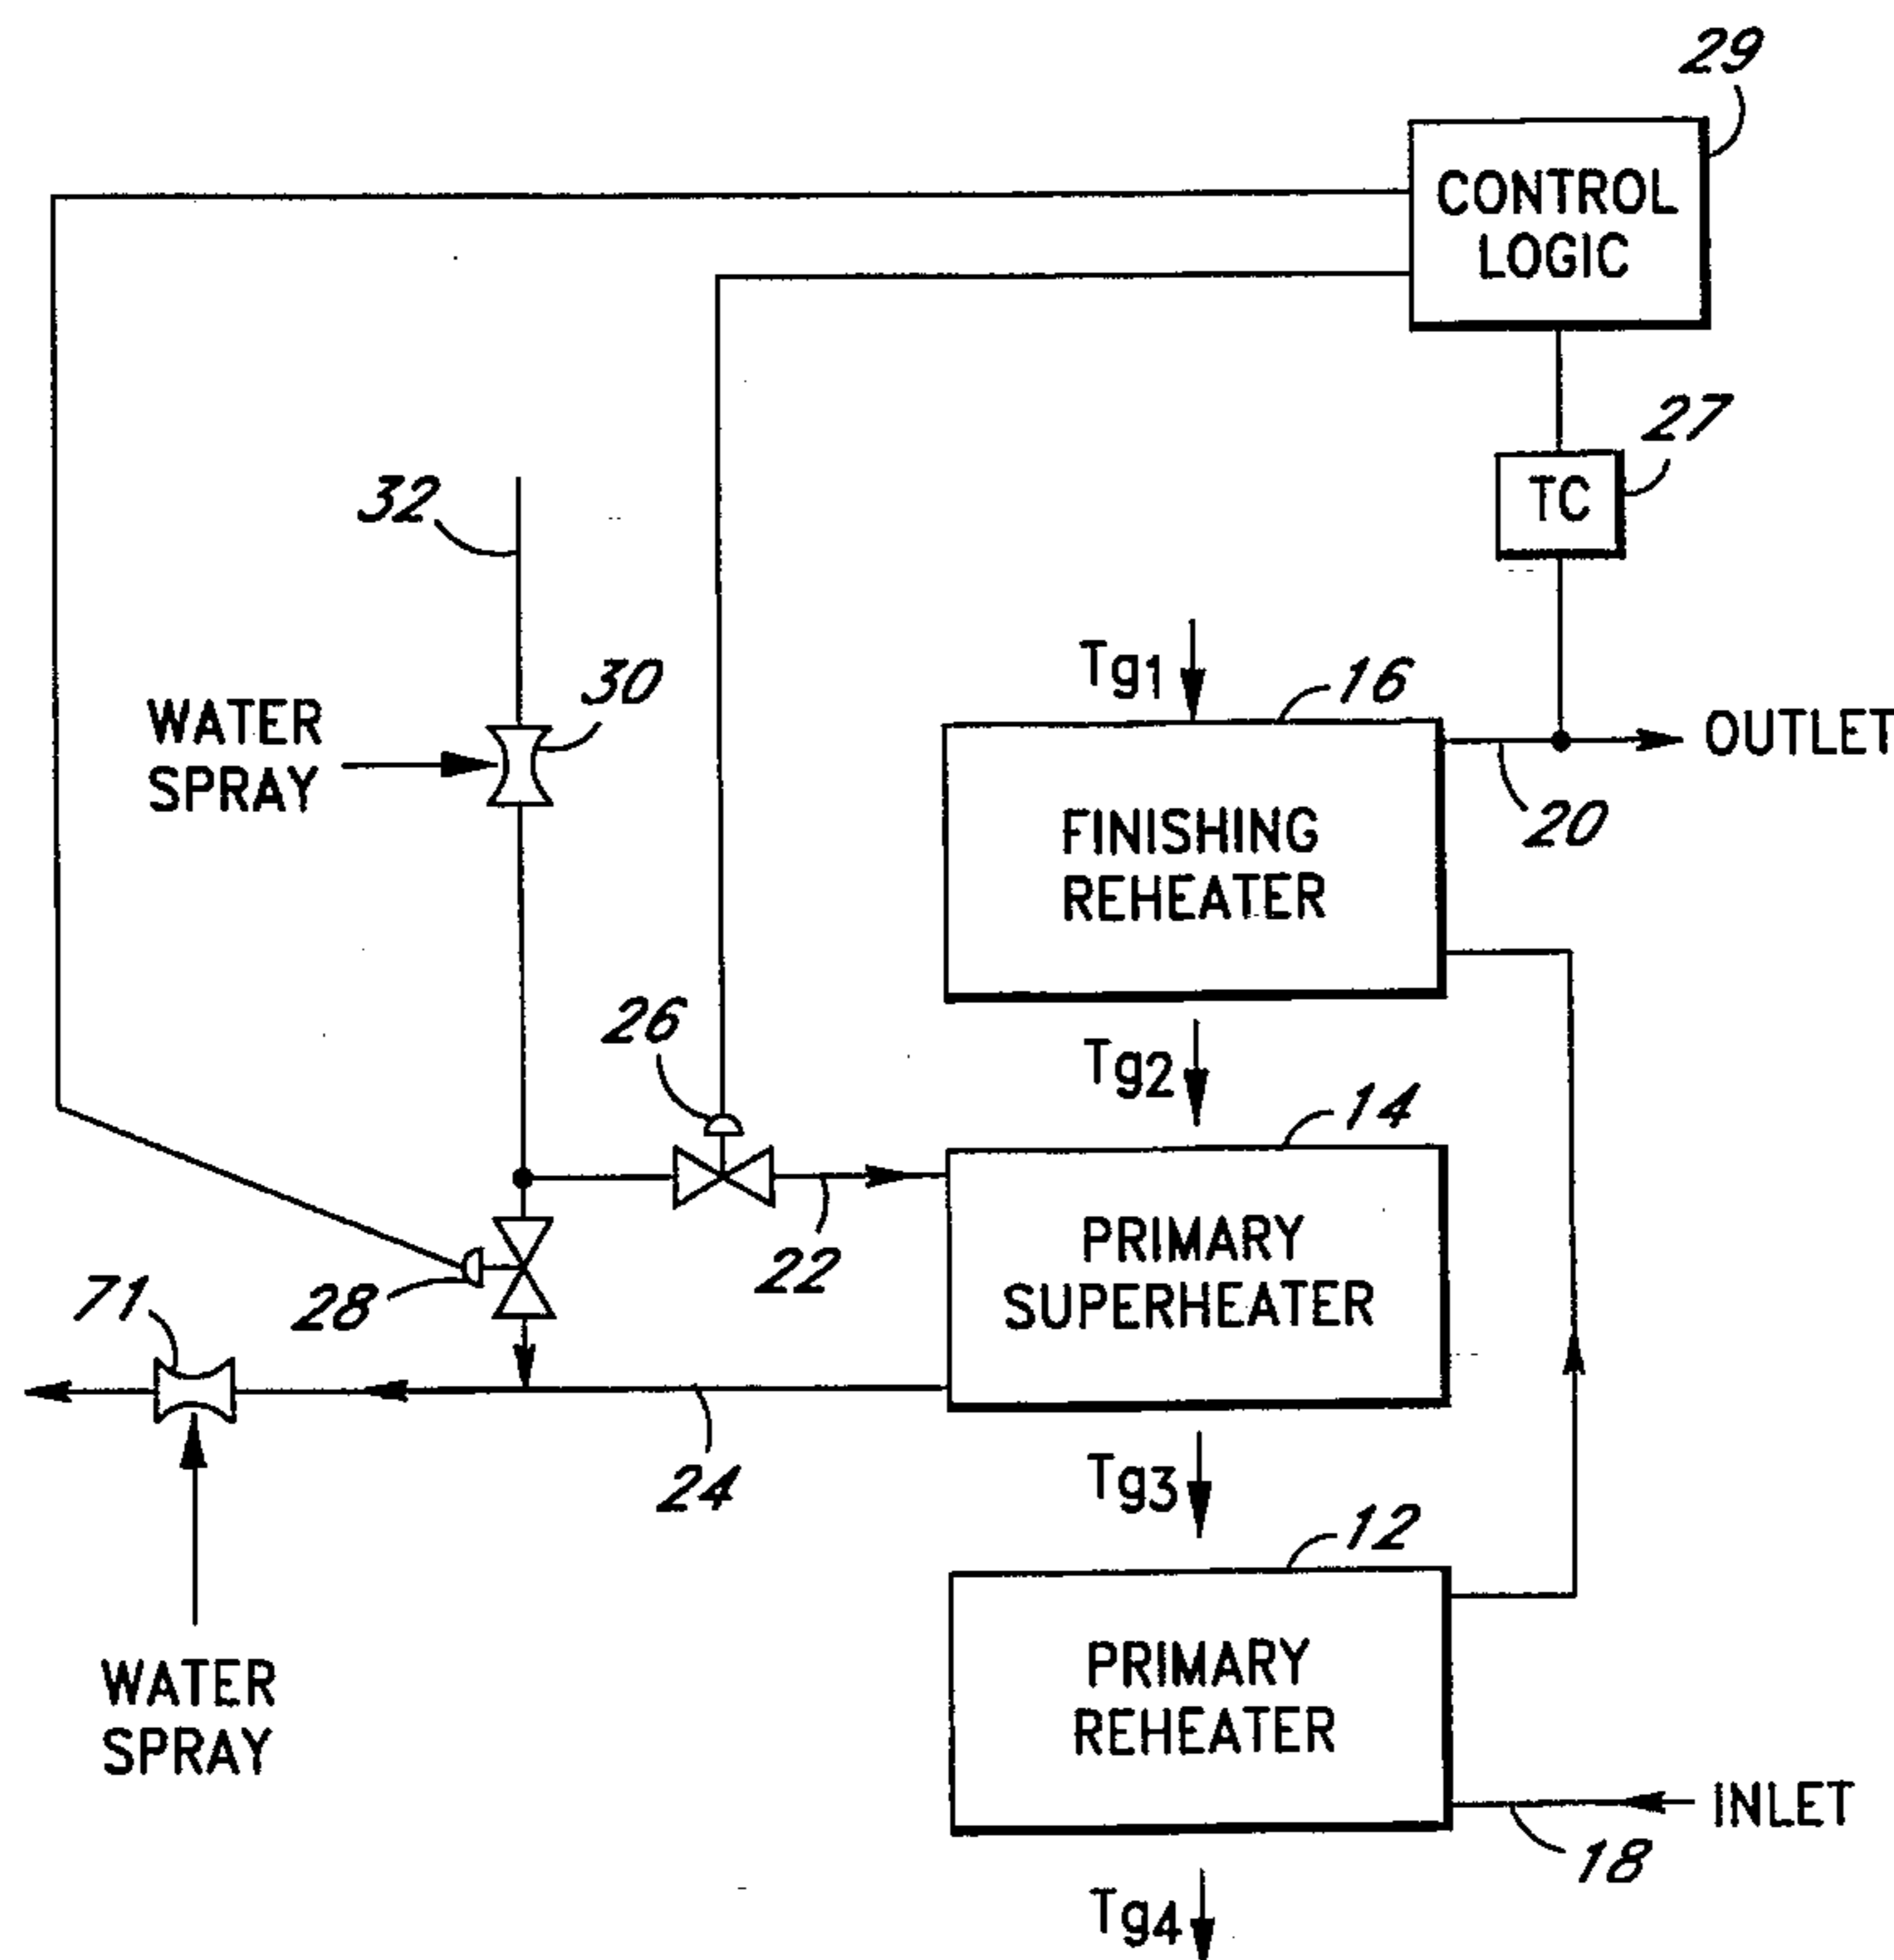 29
CONTROL
LOGIC
27
TC
32
30
WATER
SPRAY
Tg1
16
OUTLET
20
FINISHING
REHEATER
26
Tg2
14
22
PRIMARY
SUPERHEATER
28
71
24
Tg3
12
WATER
SPRAY
PRIMARY
REHEATER
INLET
18
Tg4